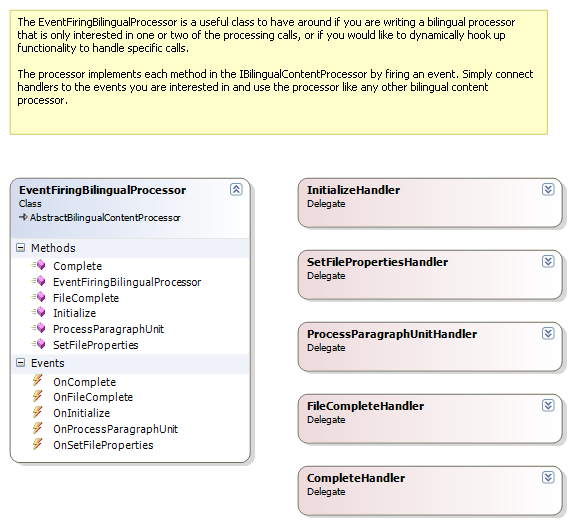 The EventFiringBilingualProcessor is a useful class to have around if you are writing a bilingual processor
that is only interested in one or two of the processing calls, or if you would like to dynamically hook up
functionality to handle specific calls.
The processor implements each method in the IBilingualContentProcessor by firing an event. Simply connect
handlers to the events you are interested in and use the processor like any other bilingual content
processor.
EventFiringBilingualProcessor
Class
AbstractBilingualContentProcessor
Methods
Complete
EventFiringBilingualProcessor
FileComplete
Initialize
ProcessParagraphUnit
SetFileProperties
Events
OnComplete
OnFileComplete
OnInitialize
OnProcessParagraphUnit
OnSetFileProperties
InitializeHandler
Delegate
SetFilePropertiesHandler
Delegate
ProcessParagraphUnitHandler
Delegate
FileCompleteHandler
Delegate
CompleteHandler
Delegate